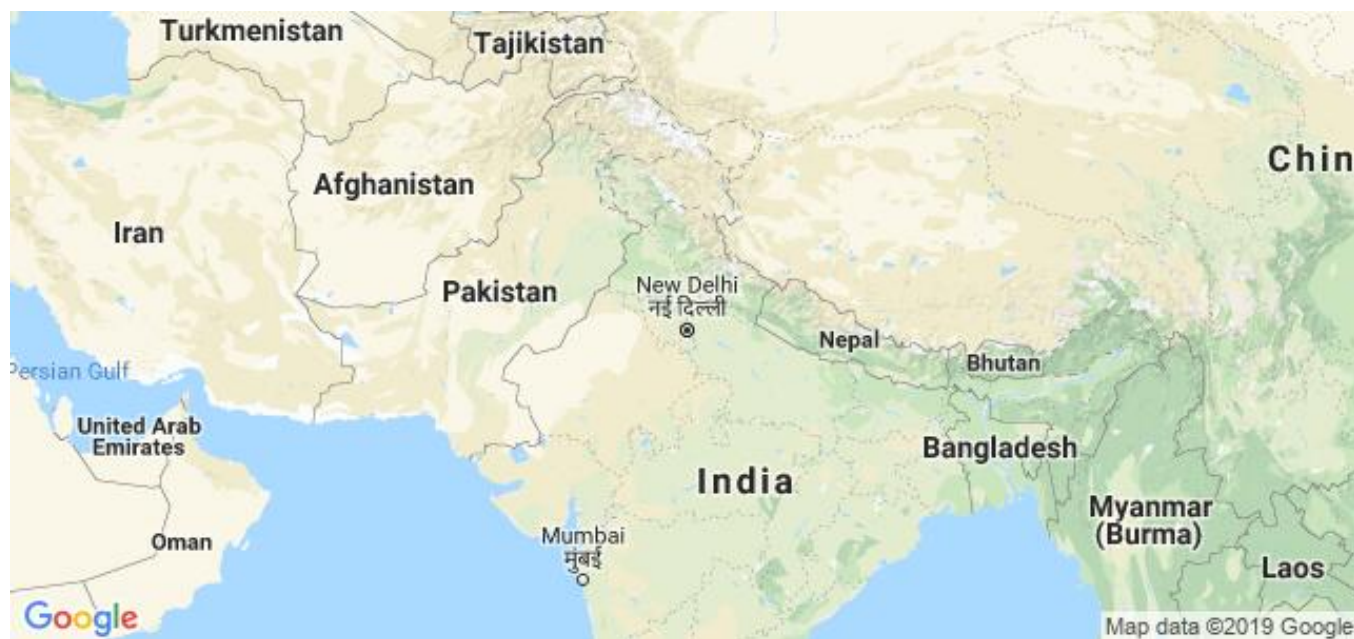 Turkmenistan
Tajikistan
Chin
Afghanistan
Iran
New Delhi
नई दिल्ली
Pakistan
Nepal
Bhutan
Persian Gulf
United Arab
Emirates
Bangladesh
India
Myanmar
(Burma)
Mumbai
मुंबई
Oman
Laos
Google
Map data ©2019 Google